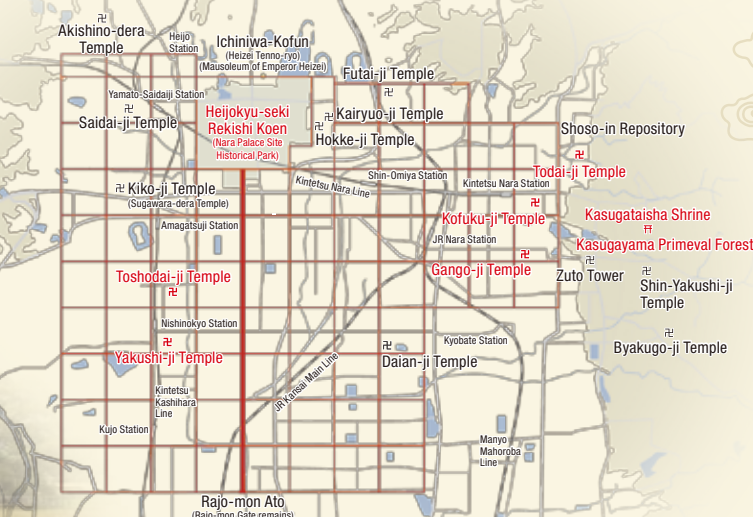 Akishino-dera
Temple
Heijo
Station
Ichiniwa-Kofun
(Heizei Tenno-ryo)
(Mausoleum of Emperor Heizei)
Futai-ji Temple
Yamato-Saidaiji Station
Saidai-ji Temple
Heijokyu-seki
Rekishi Koen
(Nara Palace Site
Historical Park)
Kairyuo-ji Temple
Hokke-ji Temple
Shoso-in Repository
Todai-ji Temple
Shin-Omiya Station
Kintetsu Nara Station
Kintetsu Nara Line
Kiko-ji Temple
(Sugawara-dera Temple)
Amagatsuji Station
Kofuku-ji Temple
Kasugataisha Shrine
Kasugayama Primeval Forest
JR Nara Station
Gango-ji Temple
Zuto Tower
Shin-Yakushi-ji
Temple
Toshodai-ji Temple
Nishinokyo Station
Yakushi-ji Temple
Kyobate Station
Daian-ji Temple
Byakugo-ji Temple
JR Kansai Main Line
Kintetsu
Kashihara
Line
Kujo Station
Manyo
Mahoroba
Line
Rajo-mon Ato
(Rajo-mon Gate remains)